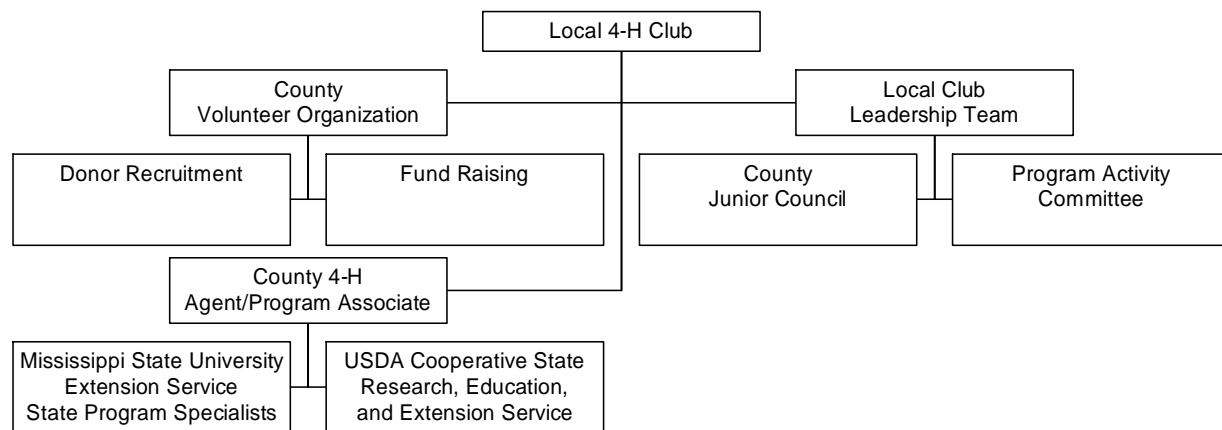 Local 4-H Club
County
Volunteer Organization
Local Club
Leadership Team
Donor Recruitment
Fund Raising
County
Junior Council
Program Activity
Committee
County 4-H
Agent/Program Associate
Mississippi State University
Extension Service
State Program Specialists
USDA Cooperative State
Research, Education,
and Extension Service